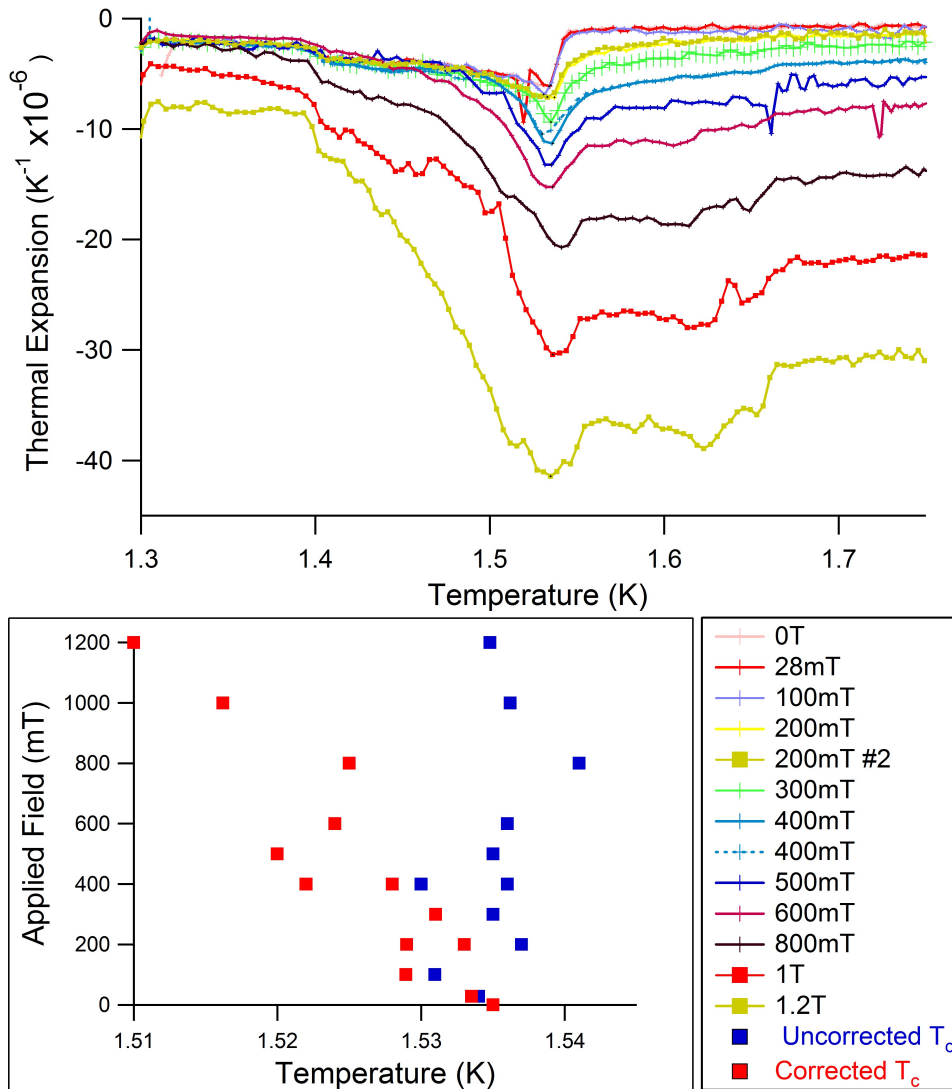 0
-10
-20
-30
-40
Thermal Expansion (K⁻¹ x10⁻⁶)
1.3
1.4
1.5
1.6
1.7
Temperature (K)
1200
1000
800
600
400
200
0
Applied Field (mT)
1.51
1.52
1.53
1.54
Temperature (K)
0T
28mT
100mT
200mT
200mT #2
300mT
400mT
400mT
500mT
600mT
800mT
1T
1.2T
Uncorrected Tc
Corrected Tc